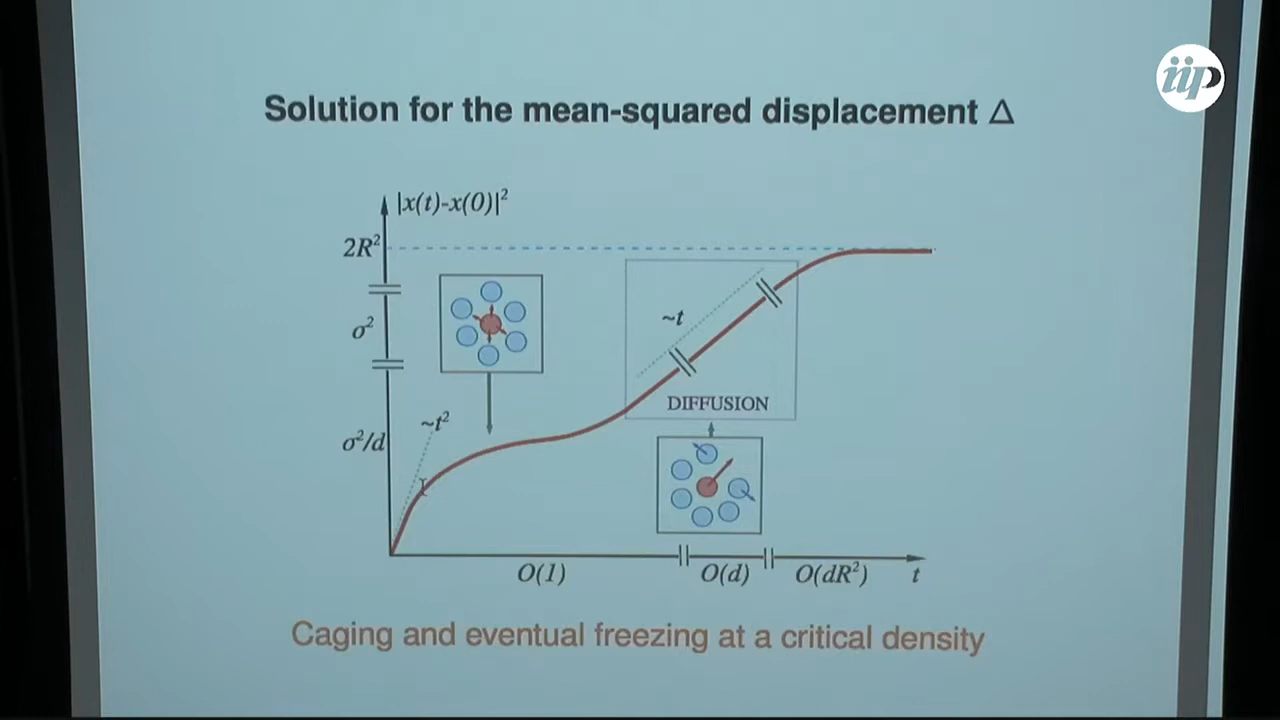 iip
Solution for the mean-squared displacement Δ
|x(t)-x(0)|²
2R²
σ²
~t
DIFFUSION
~t²
σ²/d
O(1)
O(d)
O(dR²)
t
Caging and eventual freezing at a critical density